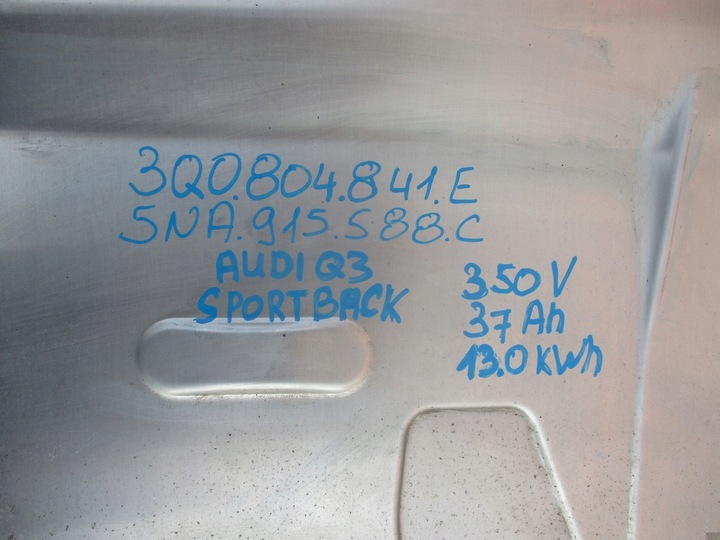 3Q0.804.841.E
5NA.915.588.C
AUDI Q3
SPORTBACK
350 V
37 Ah
13.0 kWh